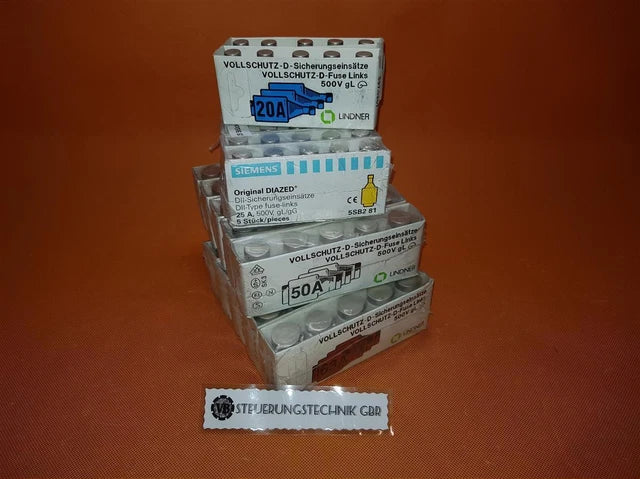 VOLLSCHUTZ-D-Sicherungseinsätze
VOLLSCHUTZ-D-Fuse Links
500V gL
20A
LINDNER
SIEMENS
Original DIAZED®
DII-Sicherungseinsätze
DII-Type fuse-links
25 A, 500V, gL/gG
5 Stück/pieces
CE
5SB2 81
VOLLSCHUTZ-D-Sicherungseinsätze
VOLLSCHUTZ-D-Fuse Links
500V gL
50A
LINDNER
VOLLSCHUTZ-D-Sicherungseinsätze
VOLLSCHUTZ-D-Fuse Links
500V gL
LINDNER
VB STEUERUNGSTECHNIK GBR